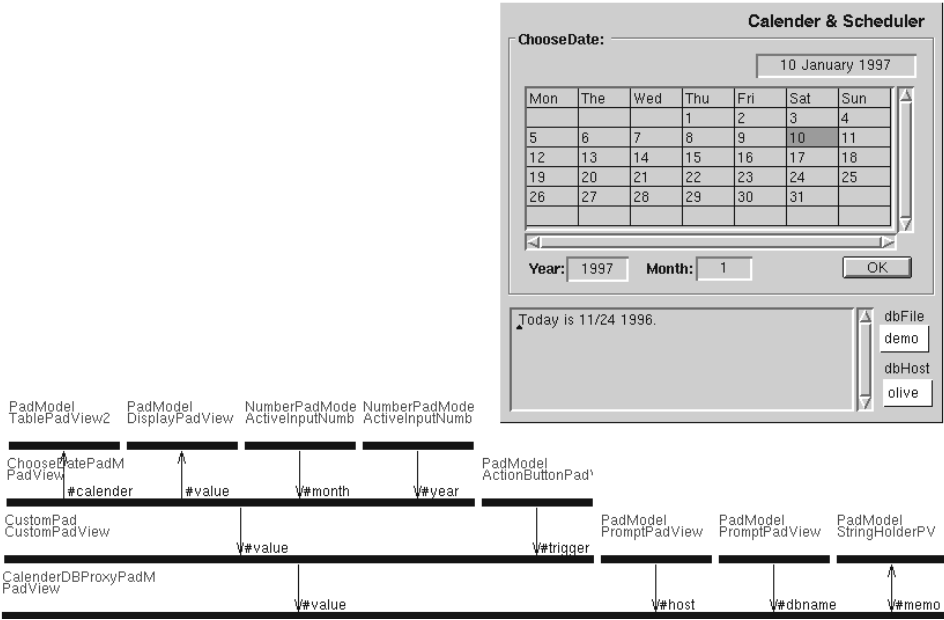 Calender & Scheduler
ChooseDate:
10 January 1997
Mon The Wed Thu Fri Sat Sun
1 2 3 4
5 6 7 8 9 10 11
12 13 14 15 16 17 18
19 20 21 22 23 24 25
26 27 28 29 30 31
Year: 1997 Month: 1 OK
Today is 11/24 1996.
dbFile
demo
dbHost
olive
PadModel PadModel NumberPadMode NumberPadMode
TablePadView2 DisplayPadView ActiveInputNumb ActiveInputNumb
ChooseDatePadM PadModel
PadView ActionButtonPadV
#calender #value #month #year
CustomPad PadModel PadModel PadModel
CustomPadView PromptPadView PromptPadView StringHolderPV
#value #trigger
CalenderDBProxyPadM
PadView
#value #host #dbname #memo